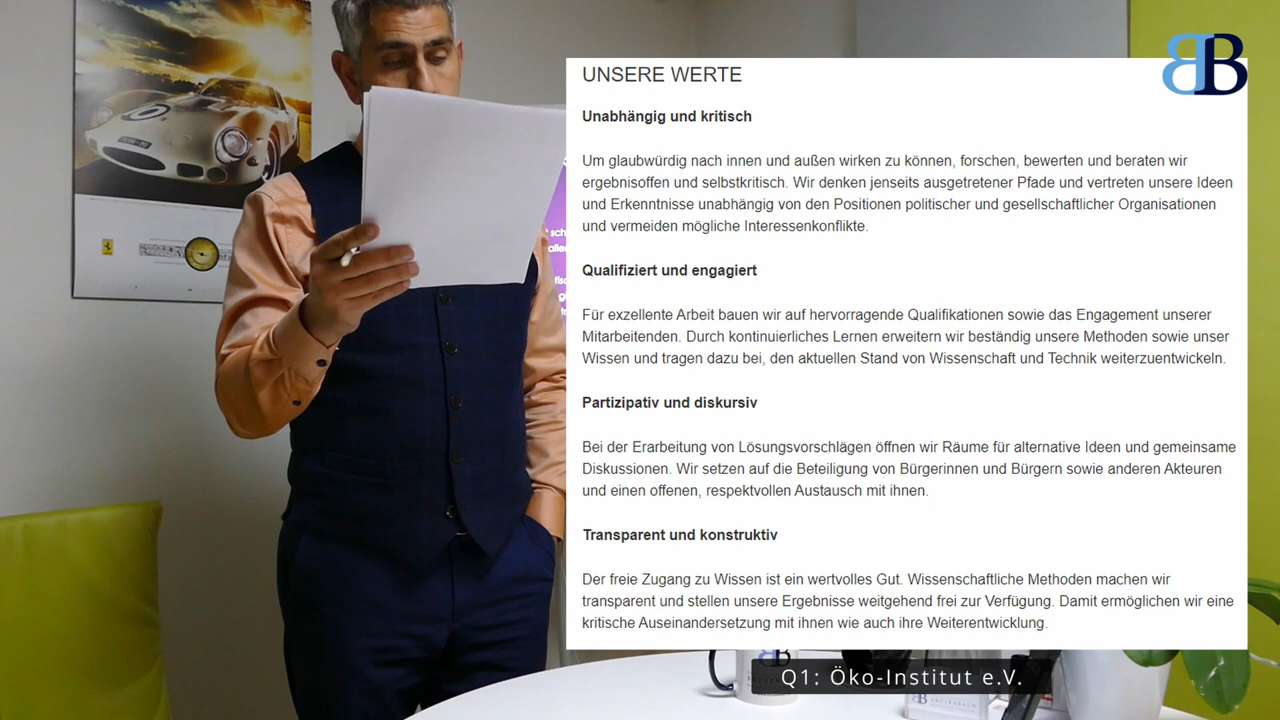 UNSERE WERTE
Unabhängig und kritisch
Um glaubwürdig nach innen und außen wirken zu können, forschen, bewerten und beraten wir
ergebnisoffen und selbstkritisch. Wir denken jenseits ausgetretener Pfade und vertreten unsere Ideen
und Erkenntnisse unabhängig von den Positionen politischer und gesellschaftlicher Organisationen
und vermeiden mögliche Interessenkonflikte.
Qualifiziert und engagiert
Für exzellente Arbeit bauen wir auf hervorragende Qualifikationen sowie das Engagement unserer
Mitarbeitenden. Durch kontinuierliches Lernen erweitern wir beständig unsere Methoden sowie unser
Wissen und tragen dazu bei, den aktuellen Stand von Wissenschaft und Technik weiterzuentwickeln.
Partizipativ und diskursiv
Bei der Erarbeitung von Lösungsvorschlägen öffnen wir Räume für alternative Ideen und gemeinsame
Diskussionen. Wir setzen auf die Beteiligung von Bürgerinnen und Bürgern sowie anderen Akteuren
und einen offenen, respektvollen Austausch mit ihnen.
Transparent und konstruktiv
Der freie Zugang zu Wissen ist ein wertvolles Gut. Wissenschaftliche Methoden machen wir
transparent und stellen unsere Ergebnisse weitgehend frei zur Verfügung. Damit ermöglichen wir eine
kritische Auseinandersetzung mit ihnen wie auch ihre Weiterentwicklung.
Q1: Öko-Institut e.V.